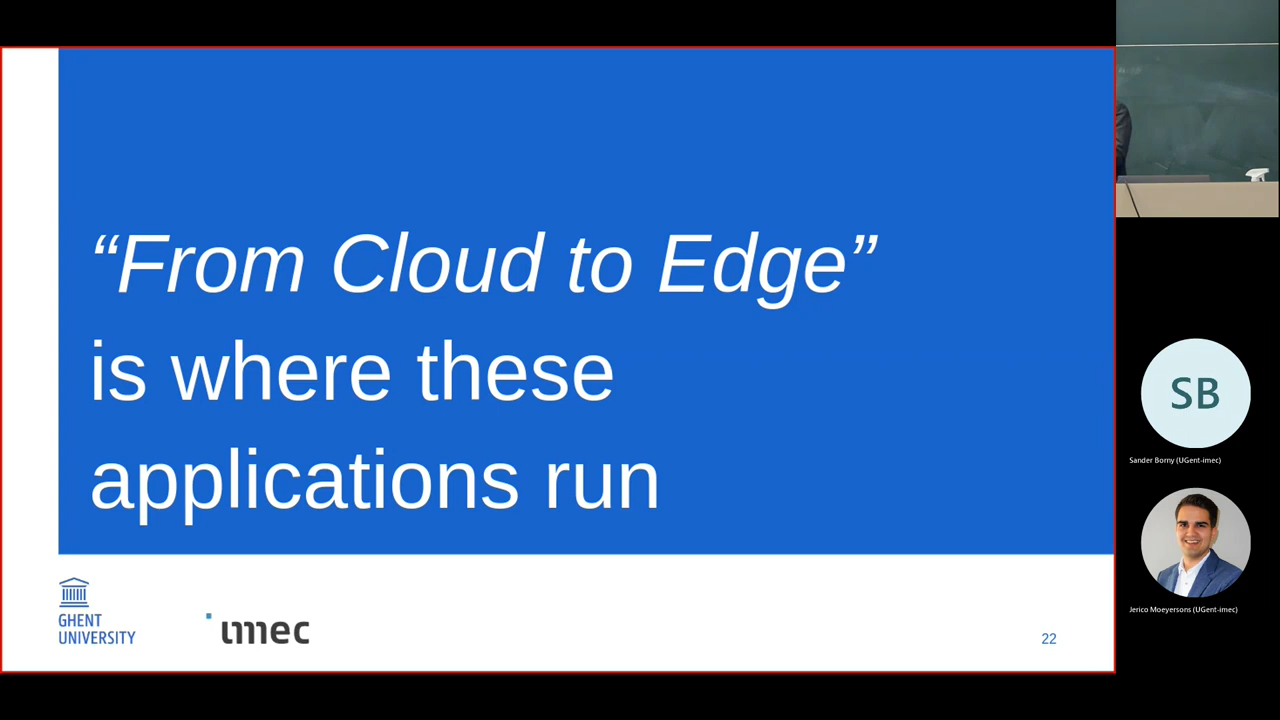 “From Cloud to Edge”
is where these
applications run
GHENT
UNIVERSITY
imec
22
SB
Sander Borny (UGent-imec)
Jerico Moeyersons (UGent-imec)